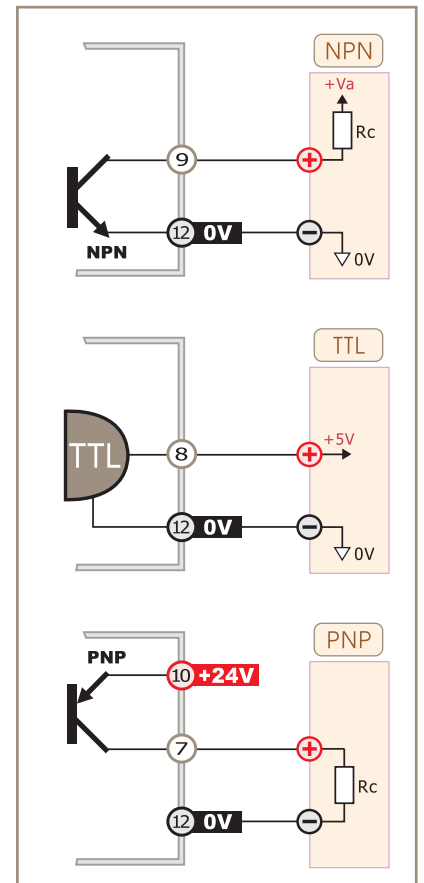 NPN
+Va
Rc
9
+
12 0V
−
NPN
0V
TTL
TTL
+5V
8
+
12 0V
−
0V
PNP
PNP
10 +24V
7
+
Rc
12 0V
−